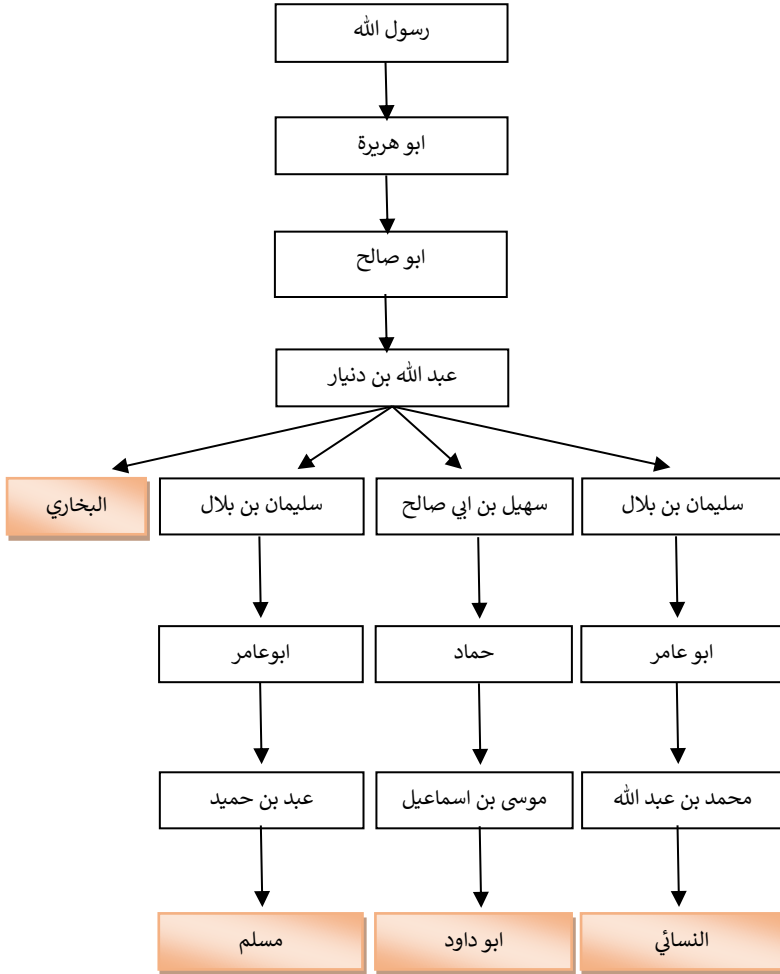 رسول الله
ابو هريرة
ابو صالح
عبد الله بن دنيار
سليمان بن بلال
سهيل بن ابي صالح
سليمان بن بلال
البخاري
ابو عامر
حماد
ابوعامر
محمد بن عبد الله
موسى بن اسماعيل
عبد بن حميد
النسائي
ابو داود
مسلم